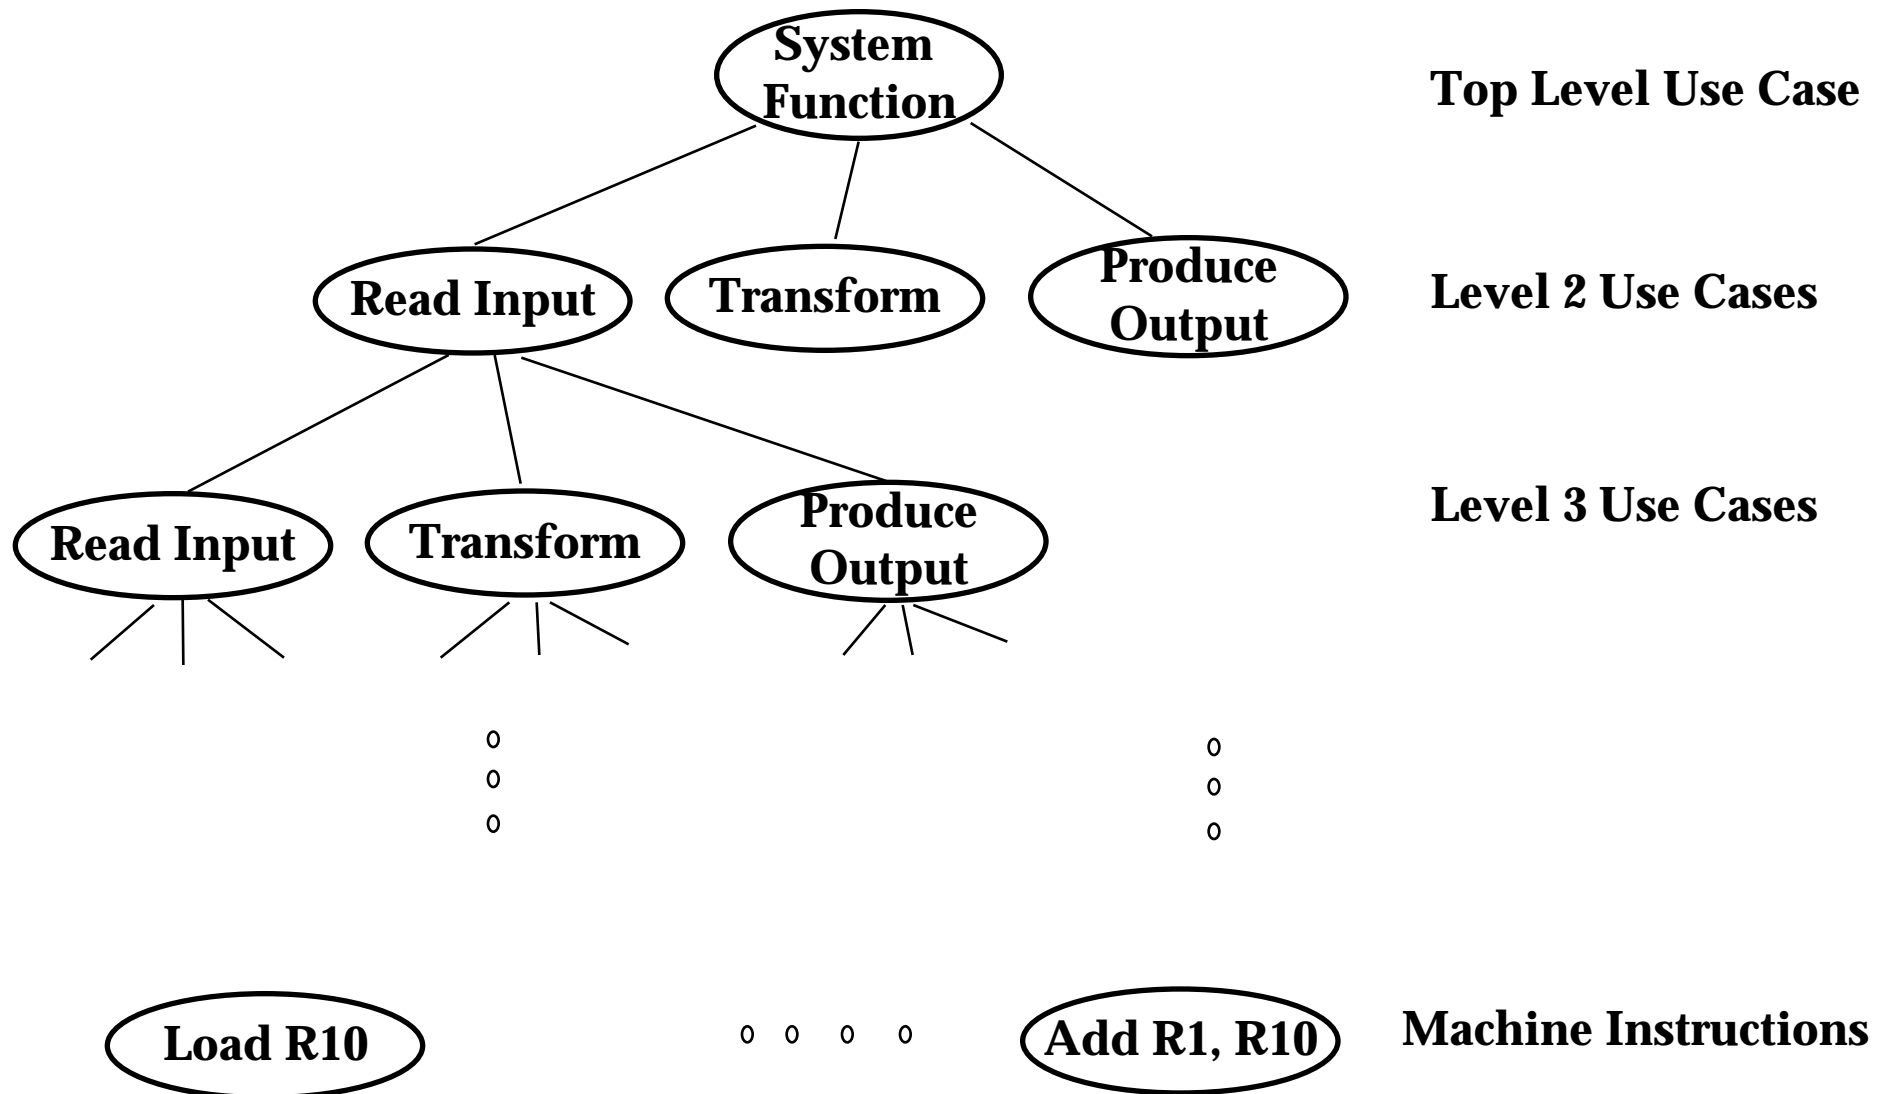 System
Function
Top Level Use Case
Read Input
Transform
Produce
Output
Level 2 Use Cases
Read Input
Transform
Produce
Output
Level 3 Use Cases
Load R10
Add R1, R10
Machine Instructions